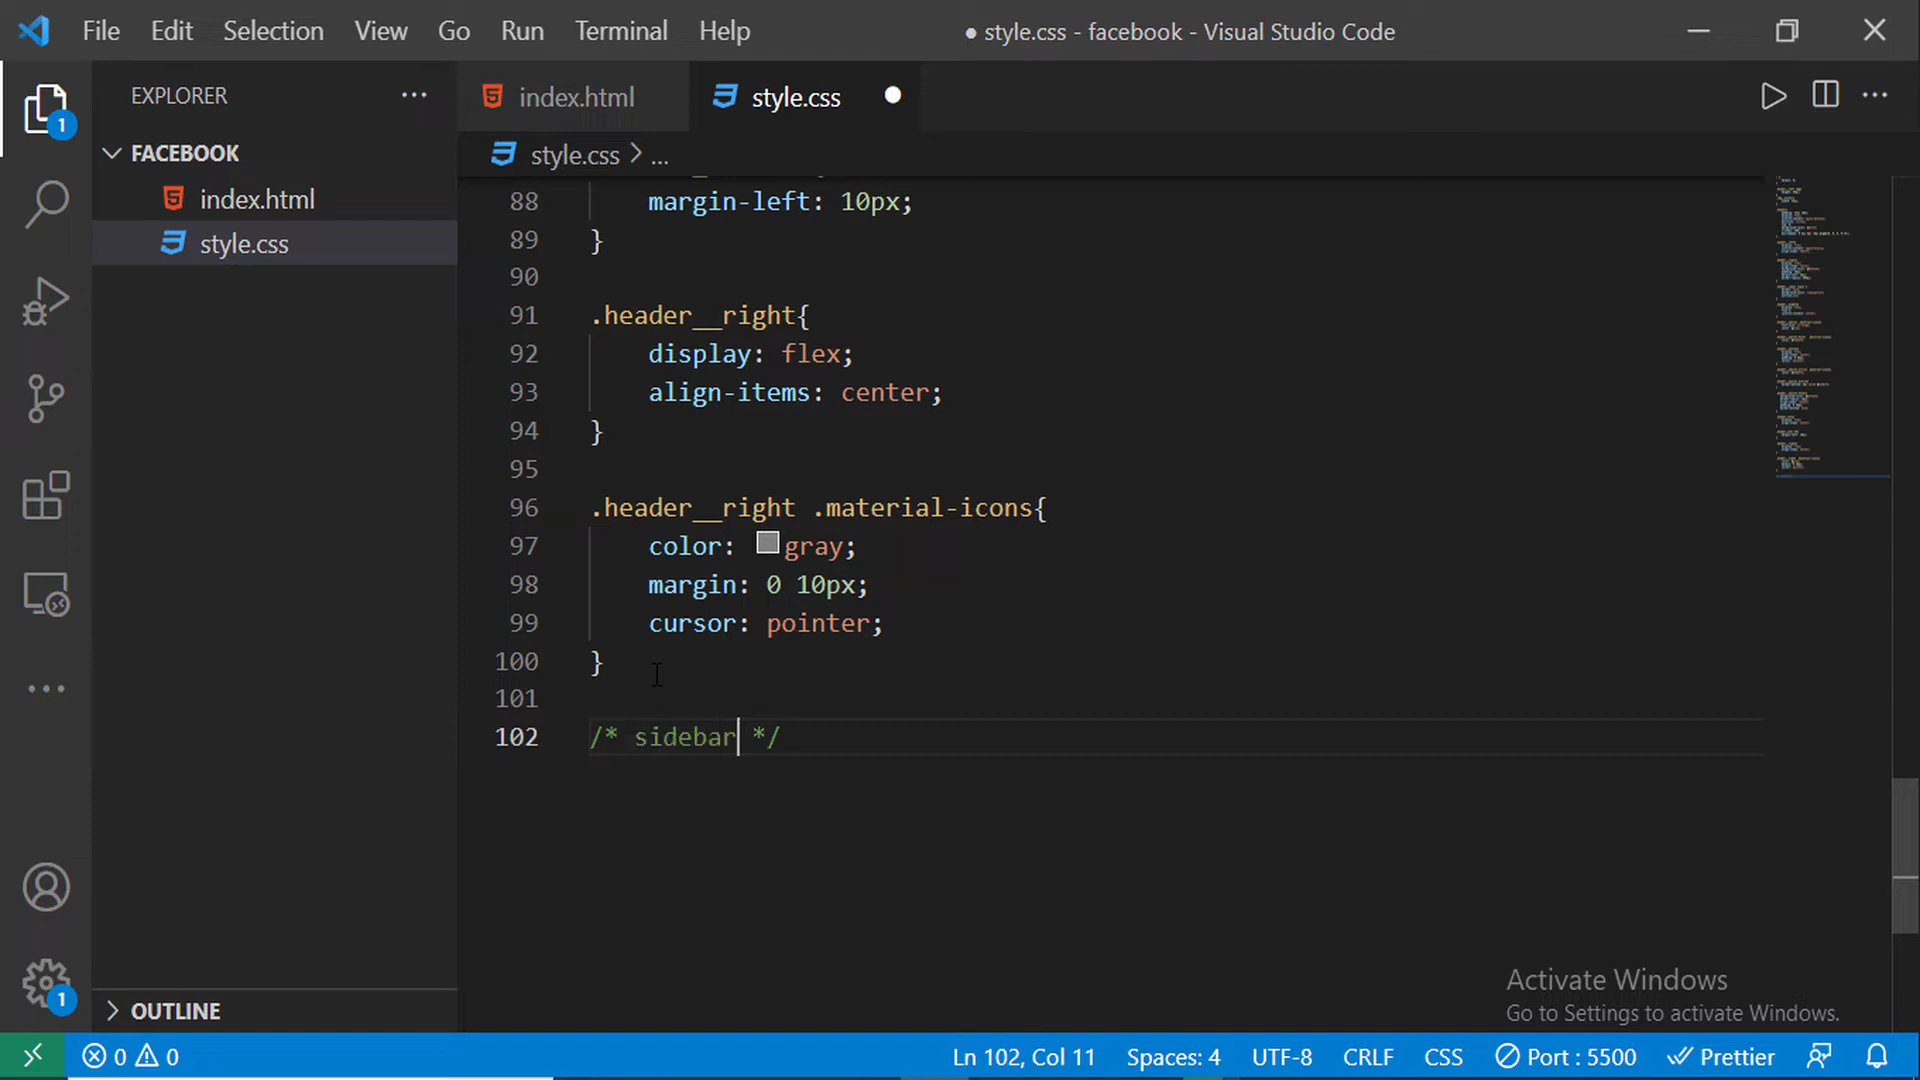 File Edit Selection View Go Run Terminal Help
● style.css - facebook - Visual Studio Code
EXPLORER
index.html
style.css
FACEBOOK
style.css > ...
index.html
style.css
88 margin-left: 10px;
89 }
90
91 .header__right{
92 display: flex;
93 align-items: center;
94 }
95
96 .header__right .material-icons{
97 color: gray;
98 margin: 0 10px;
99 cursor: pointer;
100 }
101
102 /* sidebar */
1
1
OUTLINE
Activate Windows
Go to Settings to activate Windows.
0 0
Ln 102, Col 11 Spaces: 4 UTF-8 CRLF CSS Port : 5500 Prettier